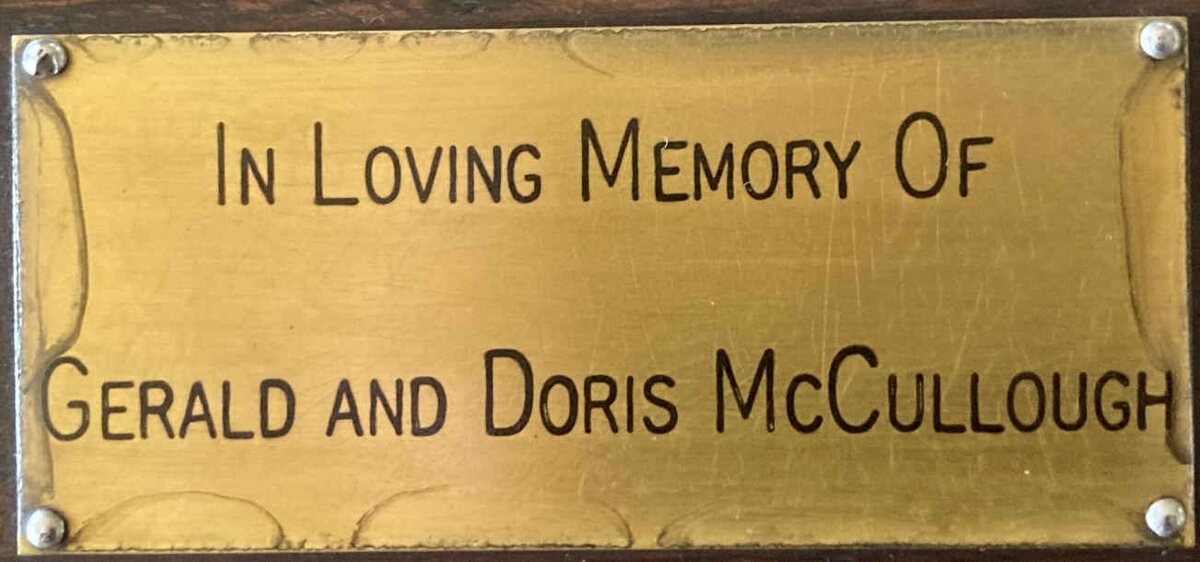 In Loving Memory Of
Gerald and Doris McCullough